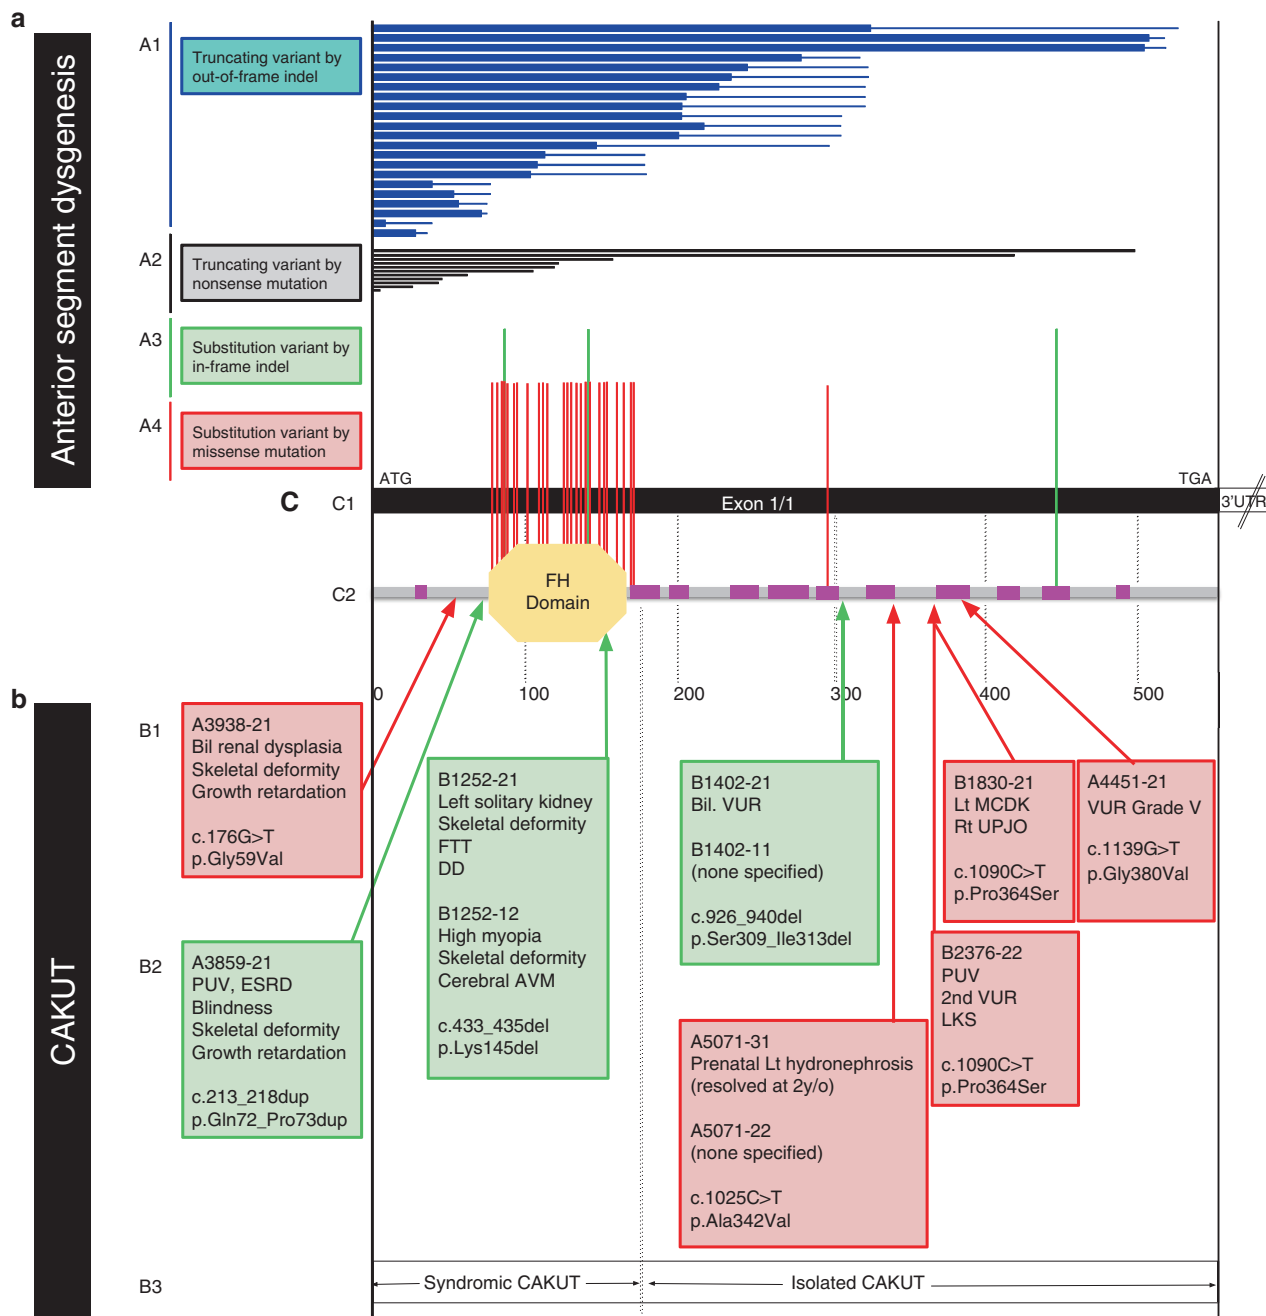 a
Anterior segment dysgenesis
A1
Truncating variant by
out-of-frame indel
A2
Truncating variant by
nonsense mutation
A3
Substitution variant by
in-frame indel
A4
Substitution variant by
missense mutation
ATG
TGA
C
C1
Exon 1/1
3'UTR
C2
FH
Domain
0
100
200
300
400
500
b
CAKUT
B1
A3938-21
Bil renal dysplasia
Skeletal deformity
Growth retardation
c.176G>T
p.Gly59Val
B2
A3859-21
PUV, ESRD
Blindness
Skeletal deformity
Growth retardation
c.213_218dup
p.Gln72_Pro73dup
B1252-21
Left solitary kidney
Skeletal deformity
FTT
DD
B1252-12
High myopia
Skeletal deformity
Cerebral AVM
c.433_435del
p.Lys145del
B1402-21
Bil. VUR
B1402-11
(none specified)
c.926_940del
p.Ser309_Ile313del
A5071-31
Prenatal Lt hydronephrosis
(resolved at 2y/o)
A5071-22
(none specified)
c.1025C>T
p.Ala342Val
B1830-21
Lt MCDK
Rt UPJO
c.1090C>T
p.Pro364Ser
A4451-21
VUR Grade V
c.1139G>T
p.Gly380Val
B2376-22
PUV
2nd VUR
LKS
c.1090C>T
p.Pro364Ser
B3
Syndromic CAKUT
Isolated CAKUT